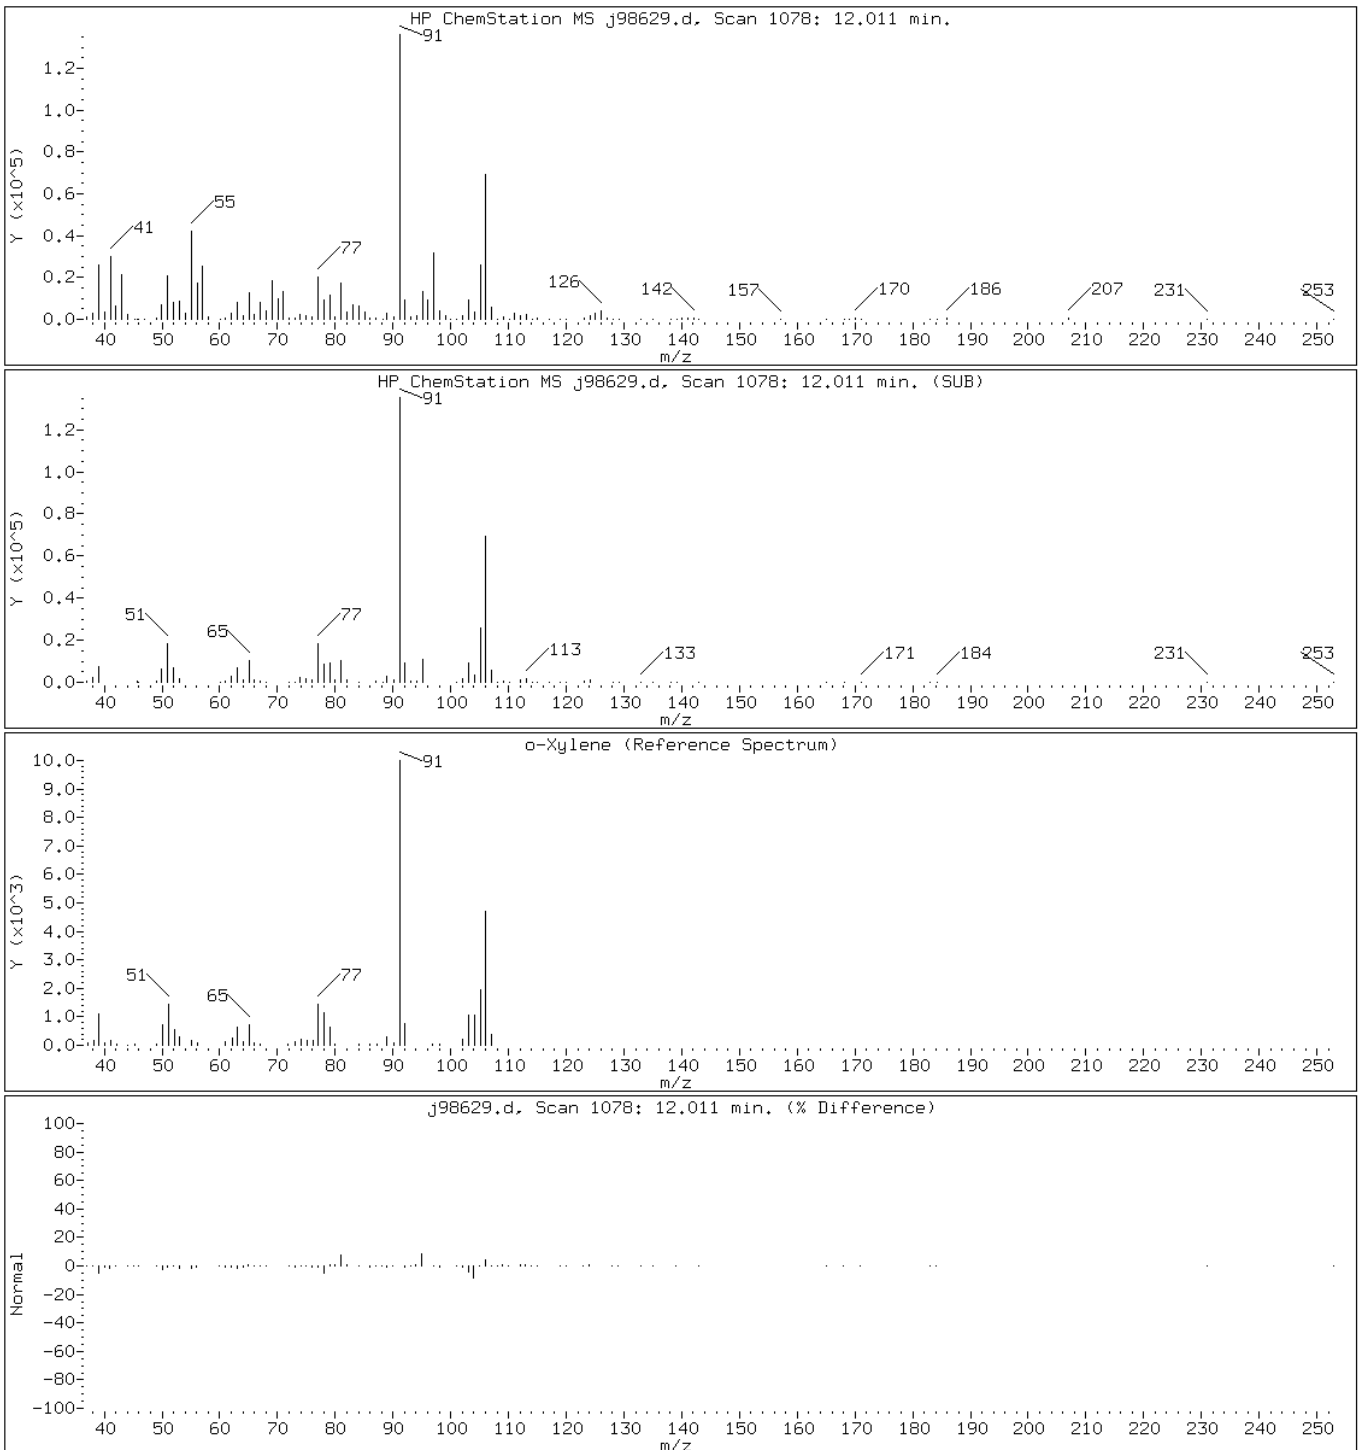 HP ChemStation MS j98629.d, Scan 1078: 12.011 min.
91
1.2
1.0
0.8
0.6
55
41
0.4
77
126 142 157 170 186 207 231 253
0.2
0.0
Y (x10^5)
40 50 60 70 80 90 100 110 120 130 140 150 160 170 180 190 200 210 220 230 240 250
m/z
HP ChemStation MS j98629.d, Scan 1078: 12.011 min. (SUB)
91
1.2
1.0
0.8
0.6
0.4
51 65 77
113 133 171 184 231 253
0.2
0.0
Y (x10^5)
40 50 60 70 80 90 100 110 120 130 140 150 160 170 180 190 200 210 220 230 240 250
m/z
o-Xylene (Reference Spectrum)
10.0
91
9.0
8.0
7.0
6.0
5.0
4.0
3.0
51 65 77
2.0
1.0
0.0
Y (x10^3)
40 50 60 70 80 90 100 110 120 130 140 150 160 170 180 190 200 210 220 230 240 250
m/z
j98629.d, Scan 1078: 12.011 min. (% Difference)
100
80
60
40
20
0
-20
-40
-60
-80
-100
Normal
40 50 60 70 80 90 100 110 120 130 140 150 160 170 180 190 200 210 220 230 240 250
m/z